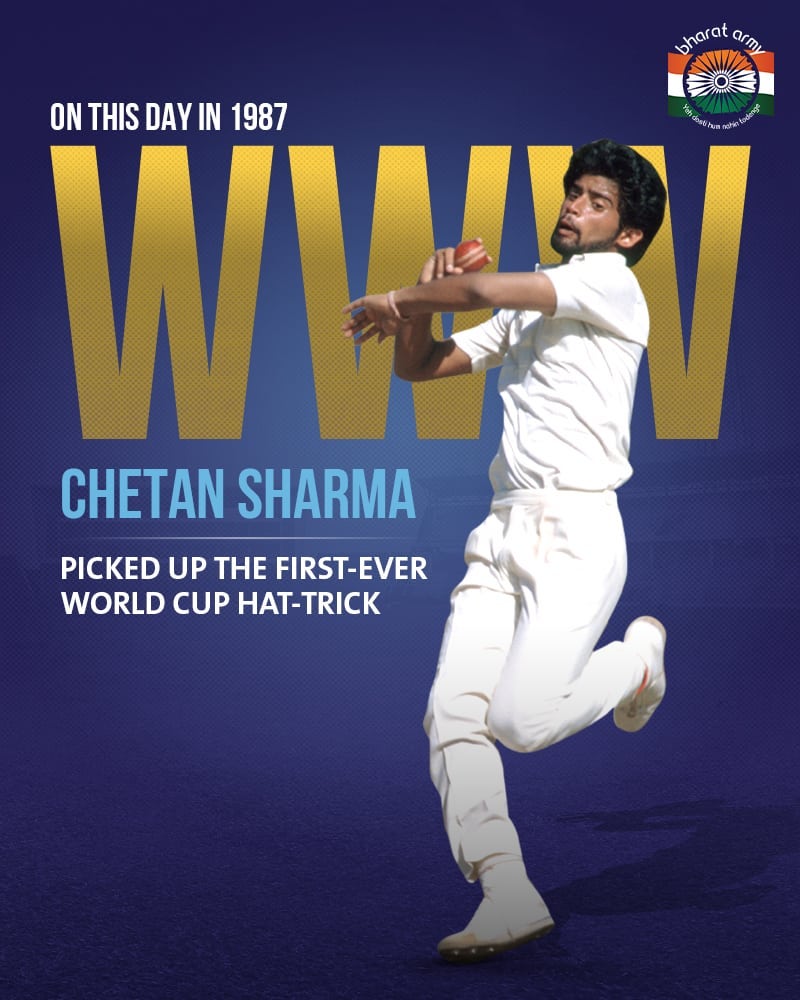 bharat army
Yeh dosti hum nahin todenge
ON THIS DAY IN 1987
WWW
CHETAN SHARMA
PICKED UP THE FIRST-EVER
WORLD CUP HAT-TRICK